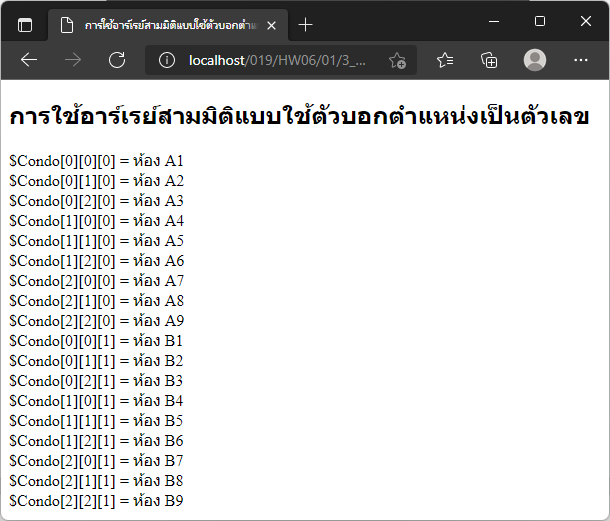 การใช้อาร์เรย์สามมิติแบบใช้ตัวบอกตำแ
localhost/019/HW06/01/3_...
การใช้อาร์เรย์สามมิติแบบใช้ตัวบอกตำแหน่งเป็นตัวเลข
$Condo[0][0][0] = ห้อง A1
$Condo[0][1][0] = ห้อง A2
$Condo[0][2][0] = ห้อง A3
$Condo[1][0][0] = ห้อง A4
$Condo[1][1][0] = ห้อง A5
$Condo[1][2][0] = ห้อง A6
$Condo[2][0][0] = ห้อง A7
$Condo[2][1][0] = ห้อง A8
$Condo[2][2][0] = ห้อง A9
$Condo[0][0][1] = ห้อง B1
$Condo[0][1][1] = ห้อง B2
$Condo[0][2][1] = ห้อง B3
$Condo[1][0][1] = ห้อง B4
$Condo[1][1][1] = ห้อง B5
$Condo[1][2][1] = ห้อง B6
$Condo[2][0][1] = ห้อง B7
$Condo[2][1][1] = ห้อง B8
$Condo[2][2][1] = ห้อง B9